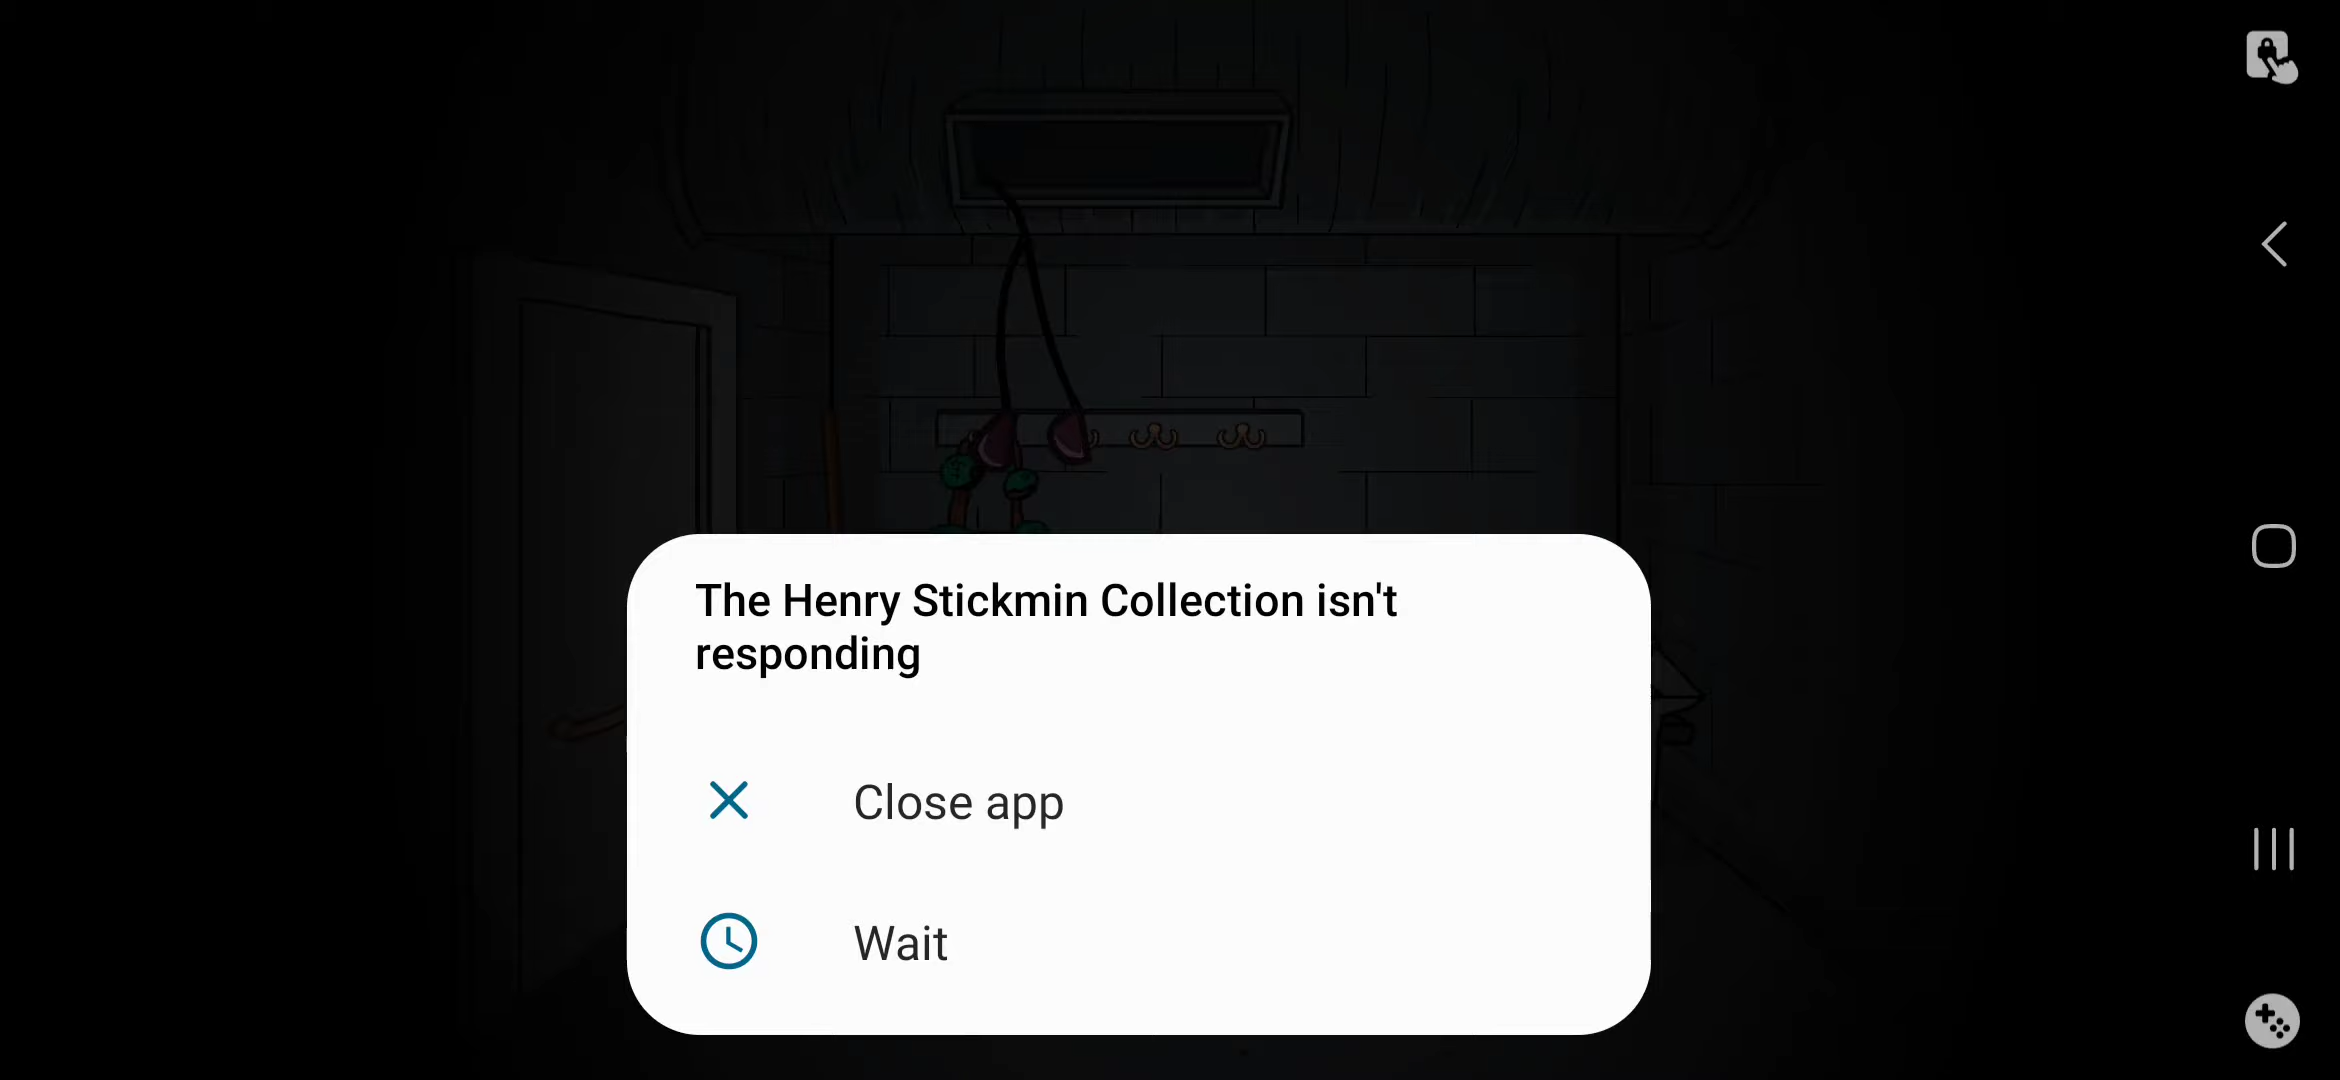 The Henry Stickmin Collection isn't
responding
Close app
Wait